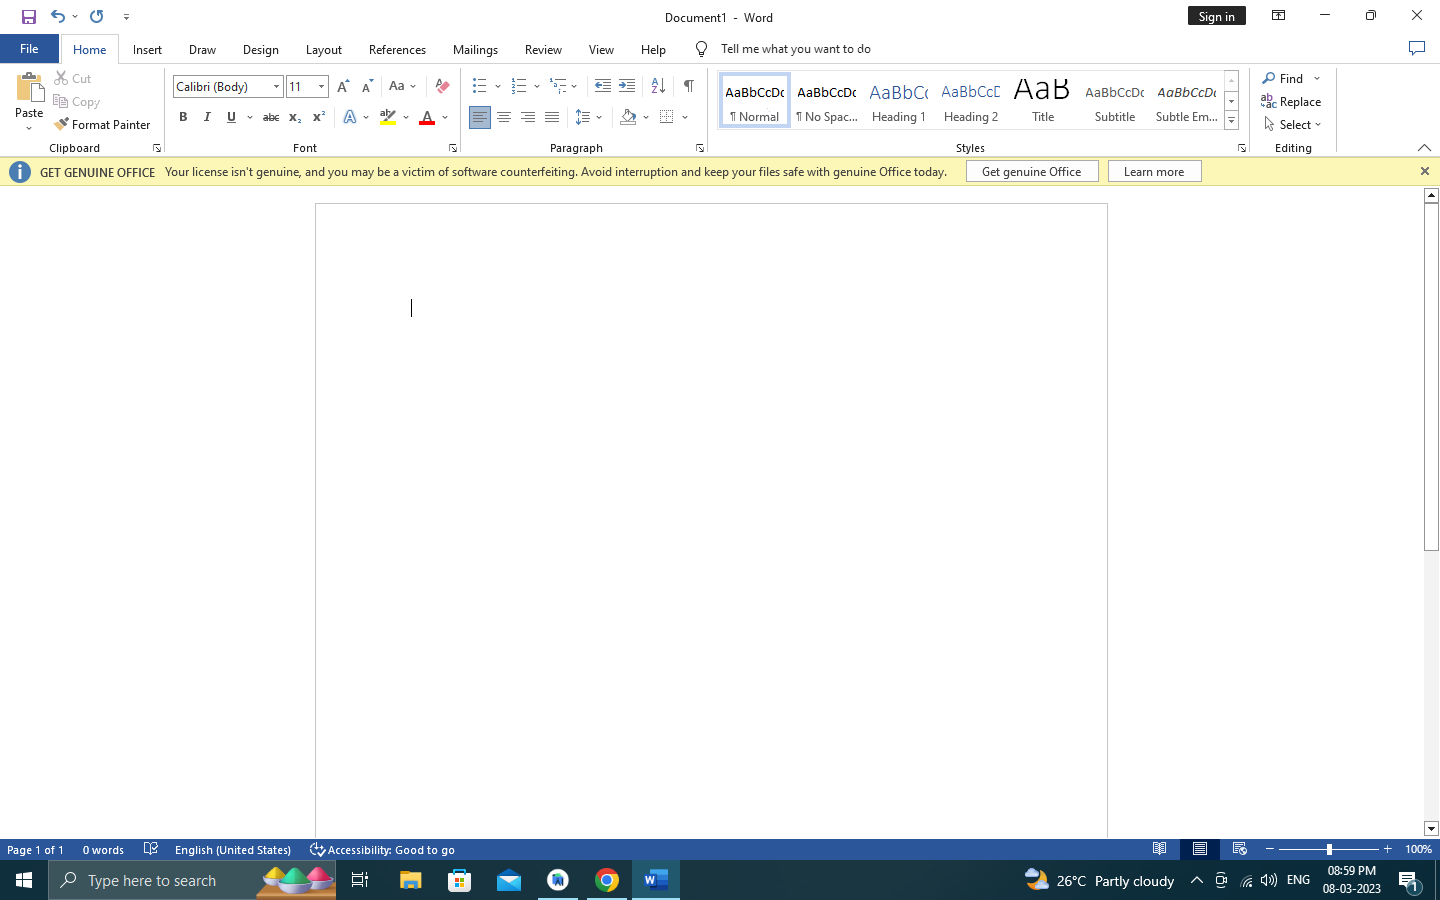 Document1 - Word
Sign in
File Home Insert Draw Design Layout References Mailings Review View Help Tell me what you want to do
Paste
Cut
Copy
Format Painter
Clipboard
Calibri (Body) 11
Font
Paragraph
AaBbCcDc AaBbCcDc AaBbCc AaBbCcD AaB AaBbCcDc AaBbCcDc
¶ Normal ¶ No Spac... Heading 1 Heading 2 Title Subtitle Subtle Em...
Styles
Find
Replace
Select
Editing
GET GENUINE OFFICE Your license isn't genuine, and you may be a victim of software counterfeiting. Avoid interruption and keep your files safe with genuine Office today. Get genuine Office Learn more
Page 1 of 1 0 words English (United States) Accessibility: Good to go 100%
Type here to search
26°C Partly cloudy ENG
08:59 PM
08-03-2023
1